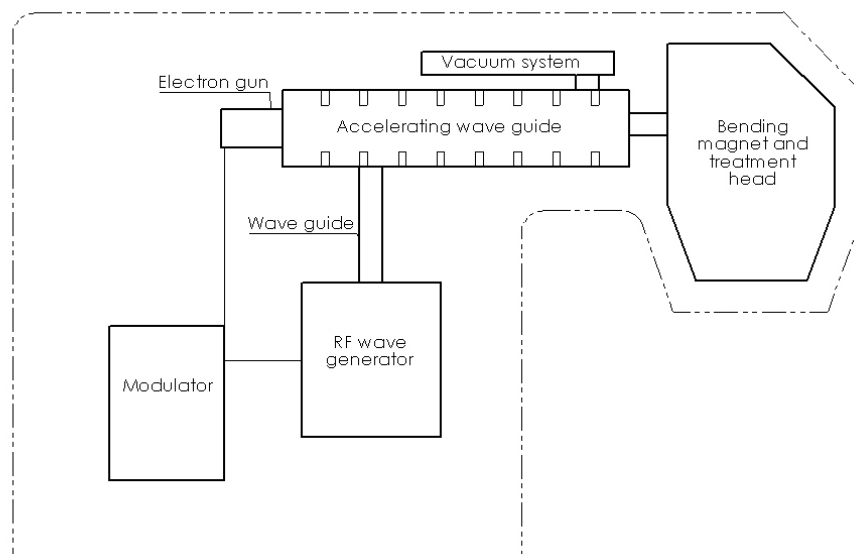 Vacuum system
Electron gun
Accelerating wave guide
Bending
magnet and
treatment
head
Wave guide
RF wave
generator
Modulator